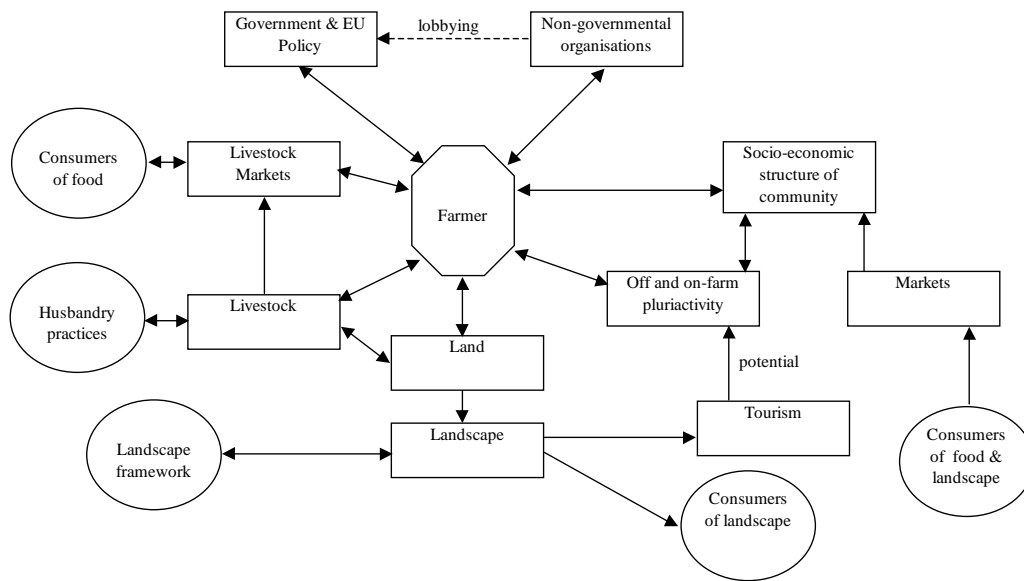 Government & EU
Policy
lobbying
Non-governmental
organisations
Consumers
of food
Livestock
Markets
Farmer
Socio-economic
structure of
community
Husbandry
practices
Livestock
Off and on-farm
pluriactivity
Markets
Land
potential
Landscape
framework
Landscape
Tourism
Consumers
of landscape
Consumers
of food &
landscape